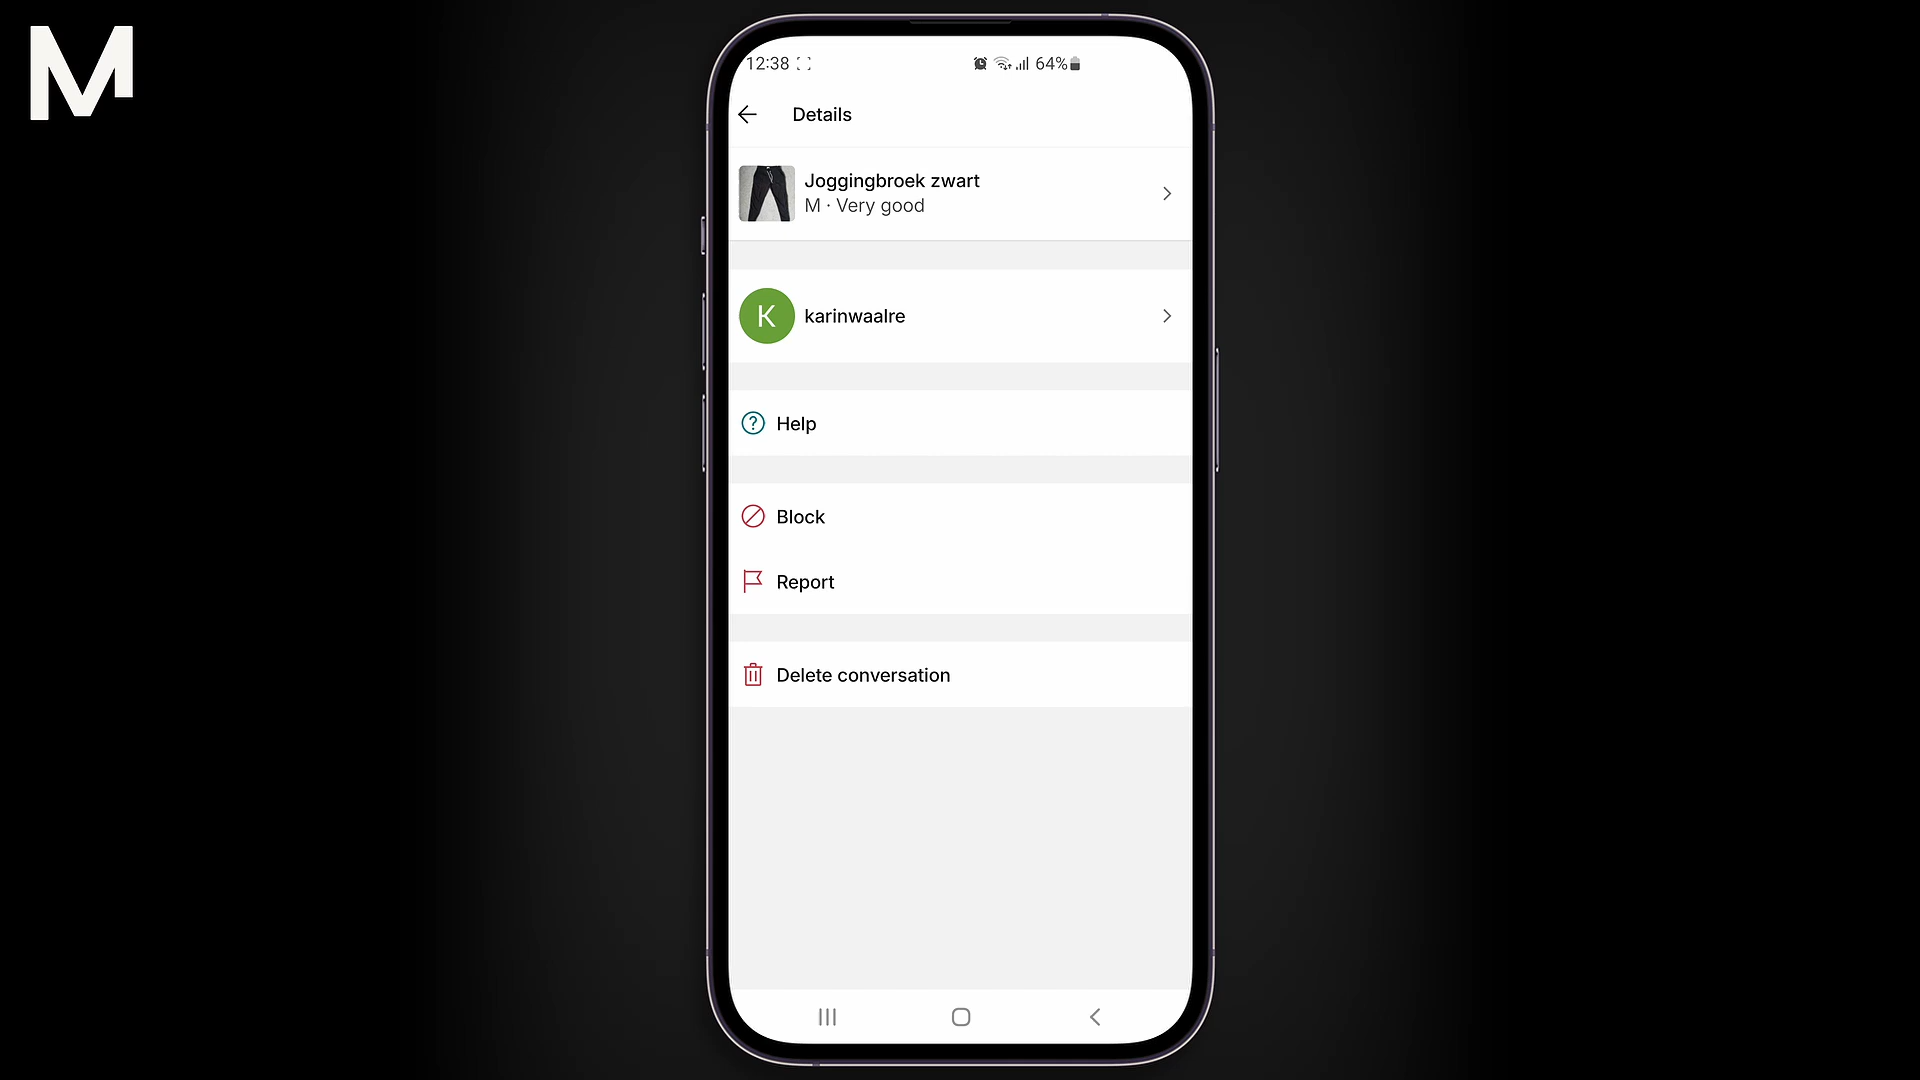 M
12:38
64%
Details
Joggingbroek zwart
M · Very good
K
karinwaalre
Help
Block
Report
Delete conversation